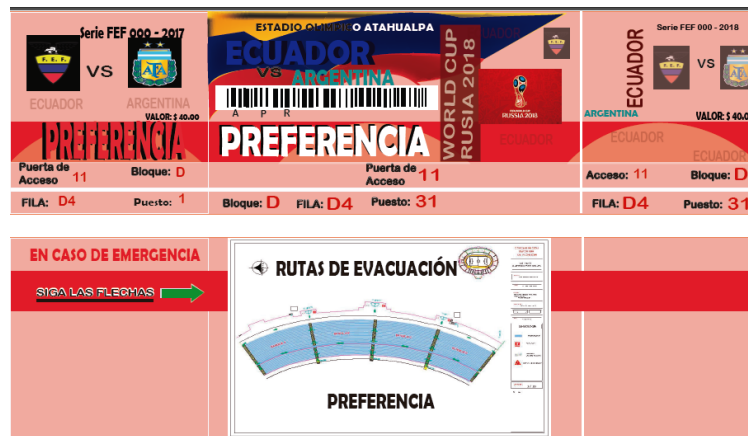 Serie FEF 000 - 2017
F. E. F.
VS
AFA
ECUADOR
ARGENTINA
VALOR: $ 40.00
PREFERENCIA
Puerta de
Acceso 11
Bloque: D
FILA: D4
Puesto: 1
ESTADIO OLIMPICO ATAHUALPA
ECUADOR
VS
ARGENTINA
A P R
PREFERENCIA
WORLD CUP
RUSIA 2018
ECUADOR
RUSSIA 2018
ECUADOR
Puerta de
Acceso 11
Bloque: D
FILA: D4
Puesto: 31
Serie FEF 000 - 2018
ECUADOR
VS
ARGENTINA
VALOR: $ 40.00
ECUADOR
ECUADOR
Acceso: 11
Bloque: D
FILA: D4
Puesto: 31
EN CASO DE EMERGENCIA
SIGA LAS FLECHAS
RUTAS DE EVACUACIÓN
PREFERENCIA